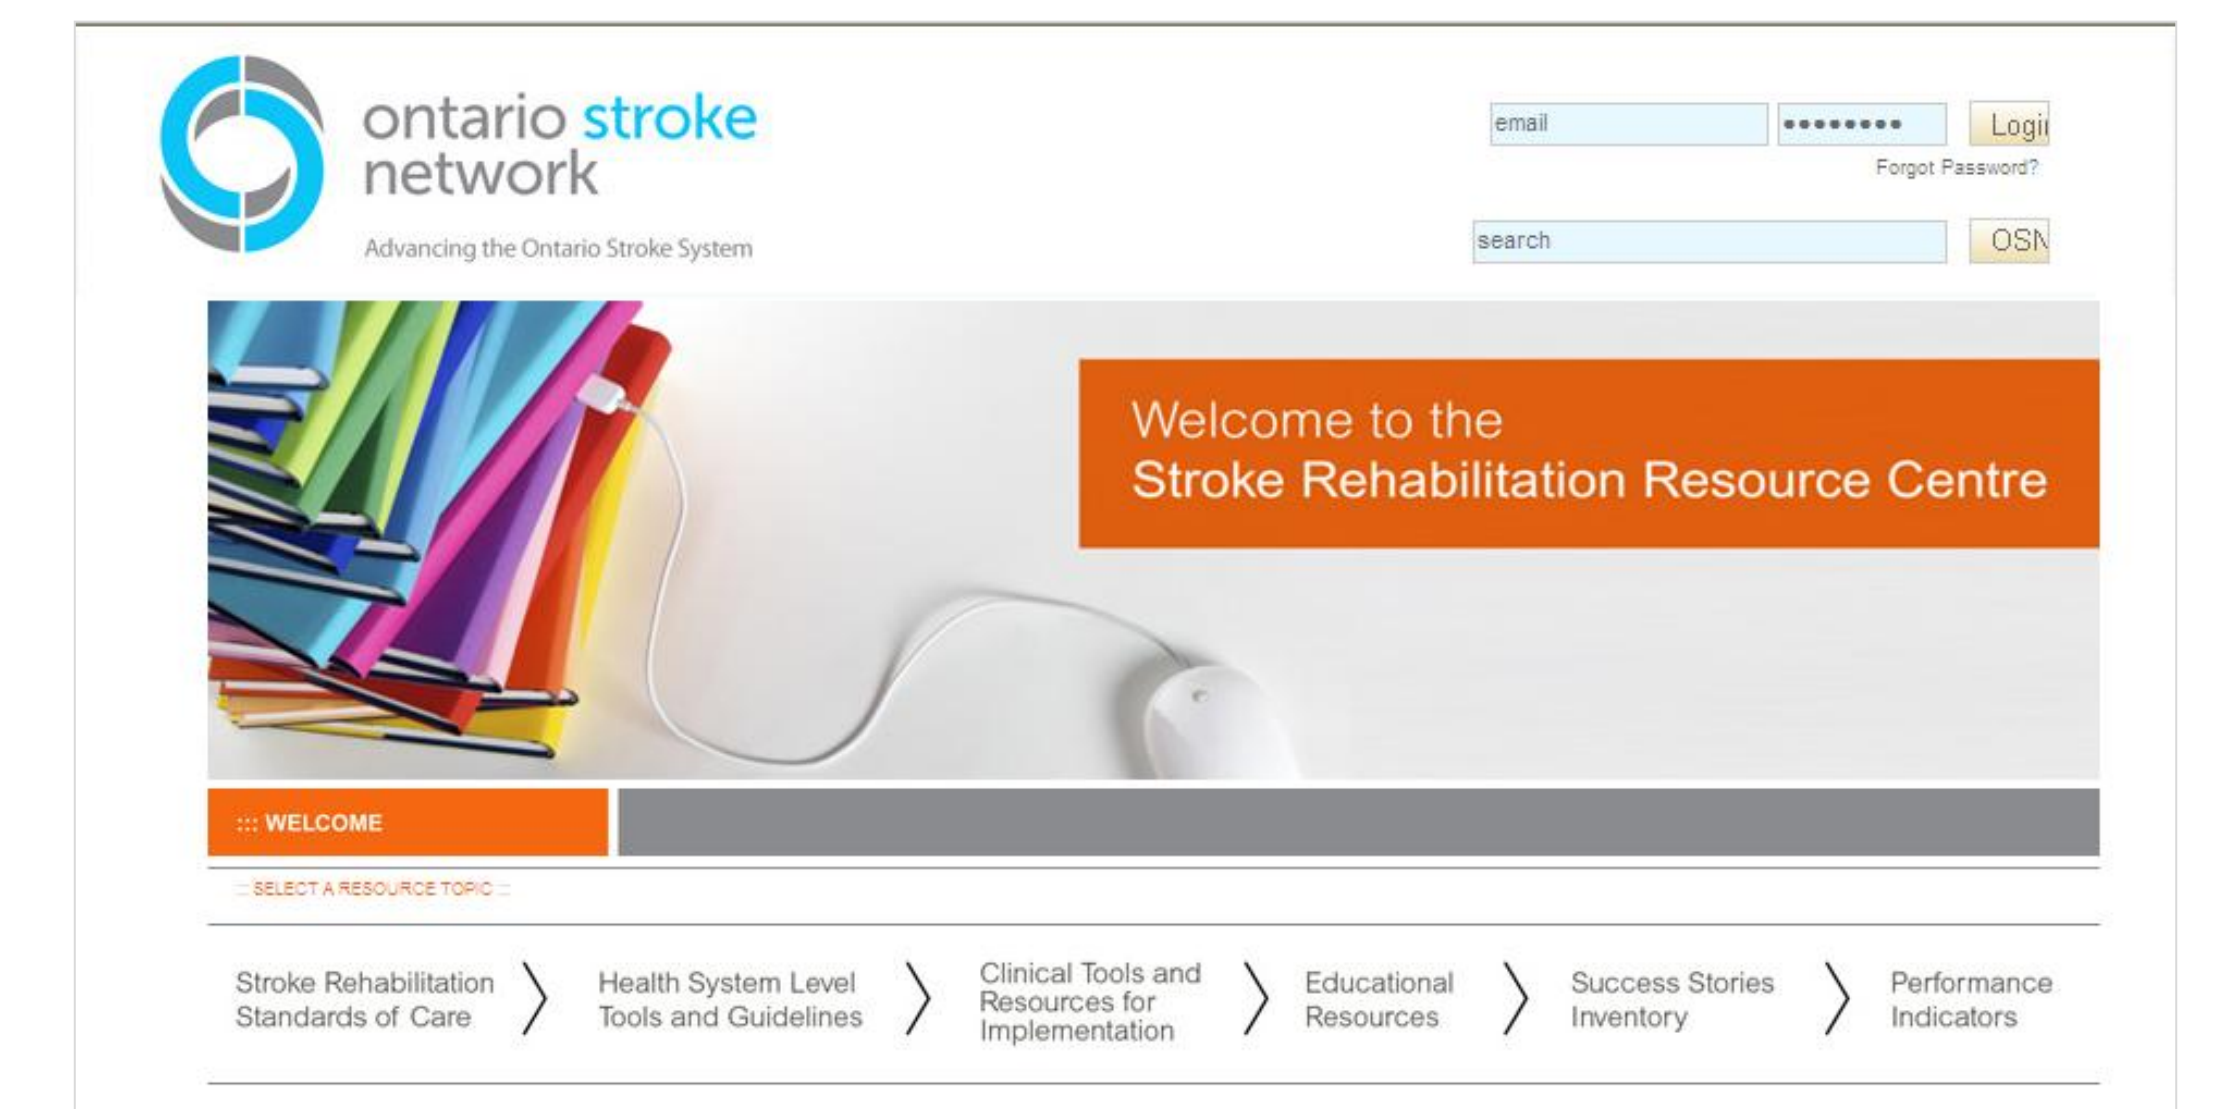 ontario stroke
network
Advancing the Ontario Stroke System
email
Login
Forgot Password?
search
OSN
Welcome to the
Stroke Rehabilitation Resource Centre
::: WELCOME
::: SELECT A RESOURCE TOPIC :::
Stroke Rehabilitation
Standards of Care
Health System Level
Tools and Guidelines
Clinical Tools and
Resources for
Implementation
Educational
Resources
Success Stories
Inventory
Performance
Indicators